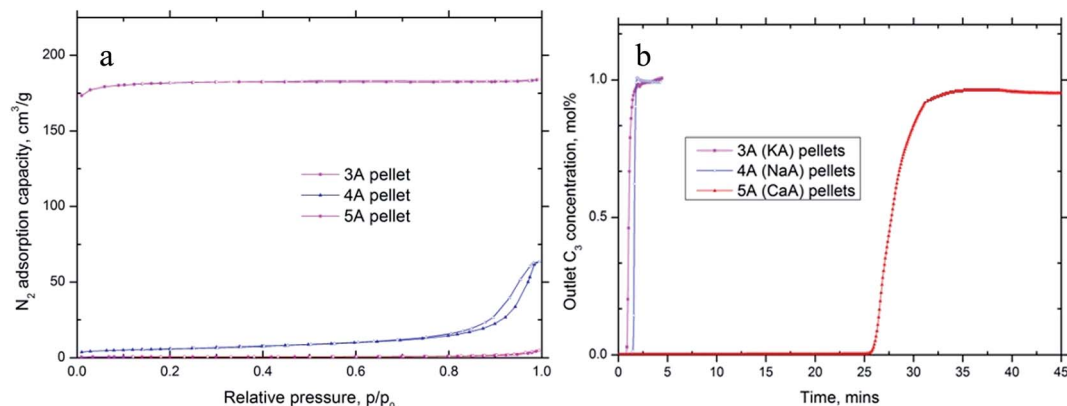 a
200
150
100
50
0
N₂ adsorption capacity, cm³/g
3A pellet
4A pellet
5A pellet
0.0 0.2 0.4 0.6 0.8 1.0
Relative pressure, p/p₀
b
1.0
0.5
0.0
Outlet C₃ concentration, mol%
3A (KA) pellets
4A (NaA) pellets
5A (CaA) pellets
0 5 10 15 20 25 30 35 40 45
Time, mins